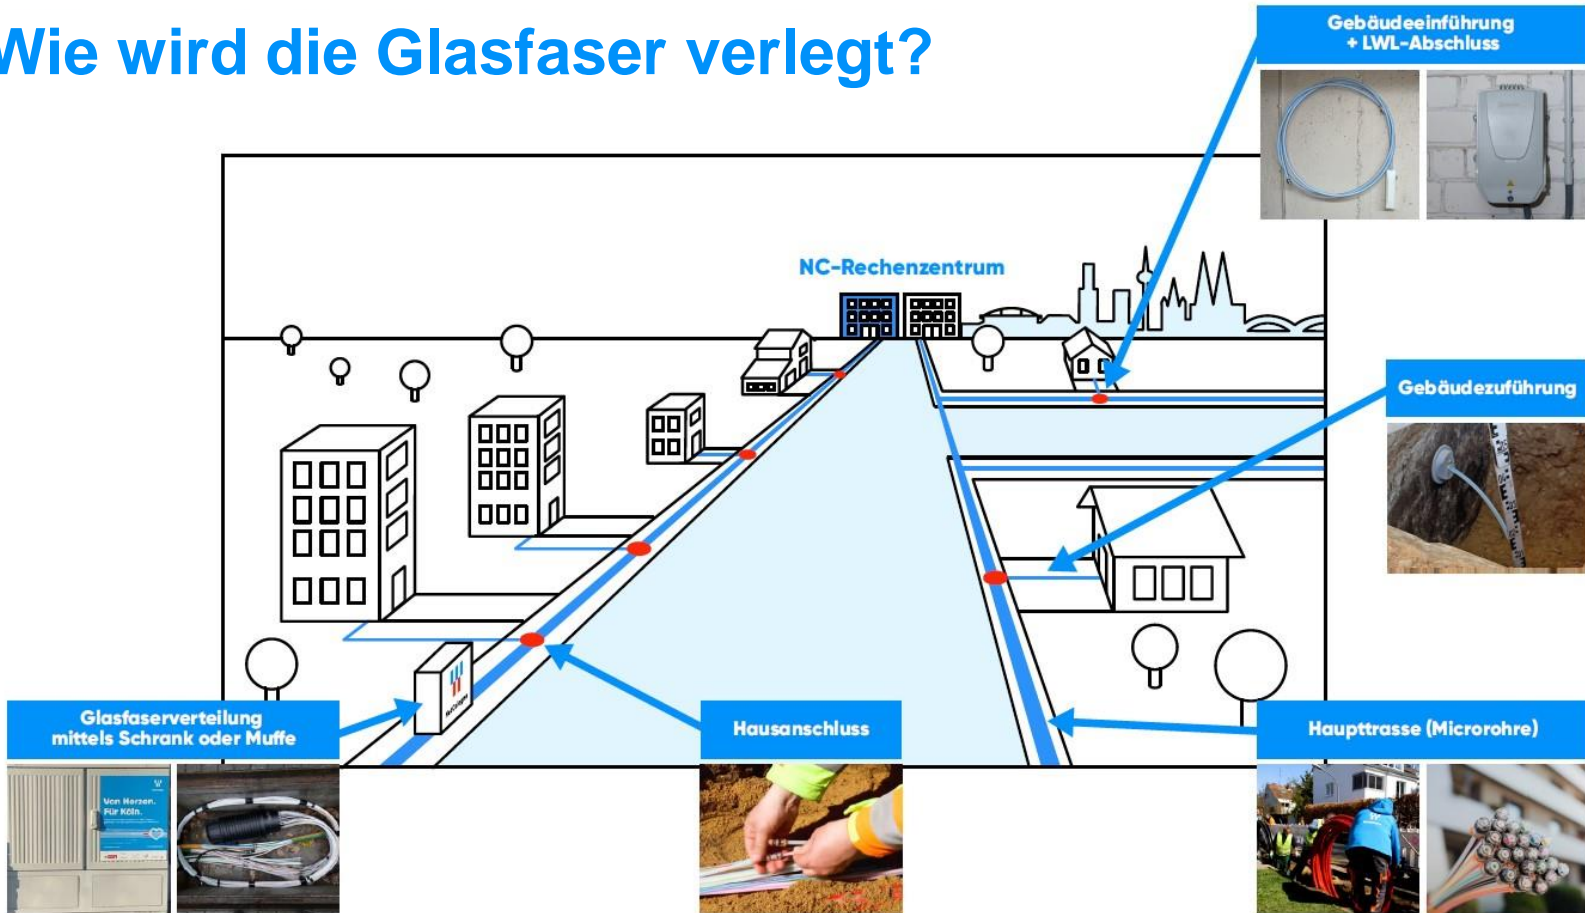 Wie wird die Glasfaser verlegt?
Gebäudeeinführung
+ LWL-Abschluss
NC-Rechenzentrum
Gebäudezuführung
Glasfaserverteilung
mittels Schrank oder Muffe
NetCologne
Hausanschluss
Haupttrasse (Microrohre)
Von Herzen.
Für Köln.